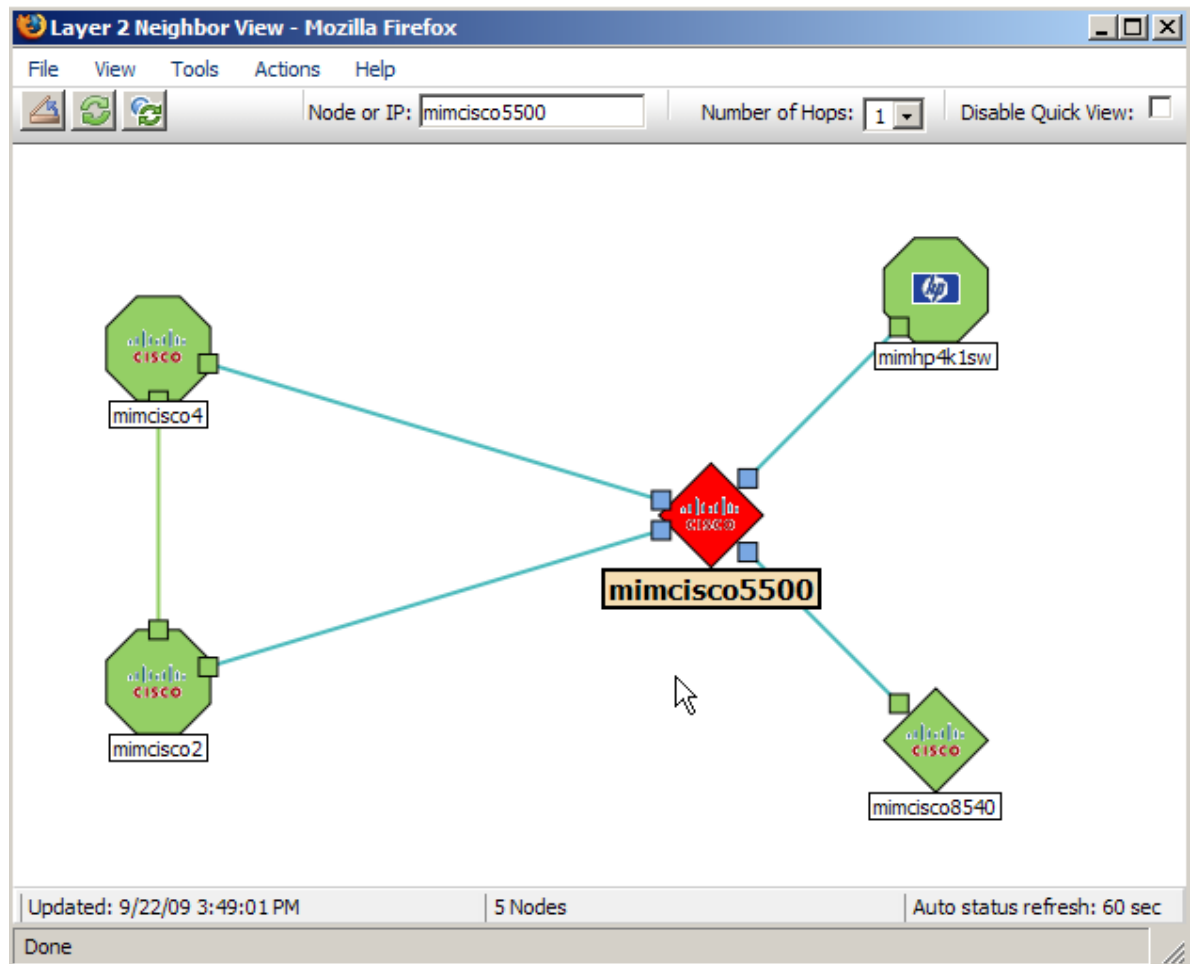 Layer 2 Neighbor View - Mozilla Firefox
File View Tools Actions Help
Node or IP: mimcisco5500 Number of Hops: 1 Disable Quick View:
hp
mimhp4k1sw
CISCO
mimcisco4
CISCO
mimcisco5500
CISCO
mimcisco2
CISCO
mimcisco8540
Updated: 9/22/09 3:49:01 PM 5 Nodes Auto status refresh: 60 sec
Done